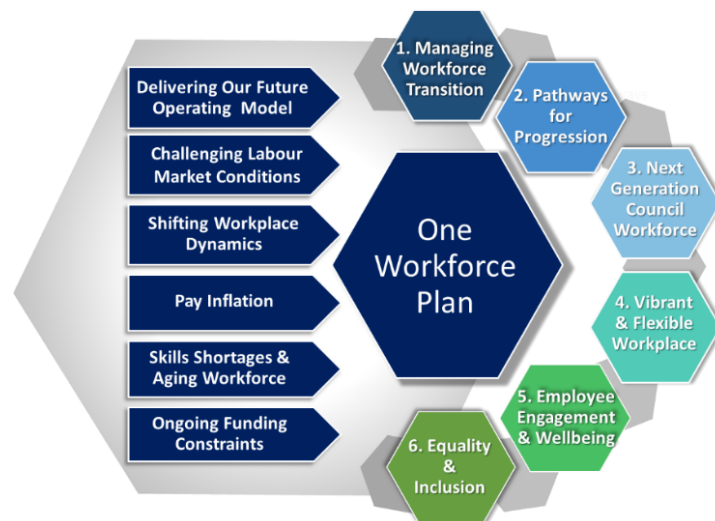 Delivering Our Future
Operating Model
Challenging Labour
Market Conditions
Shifting Workplace
Dynamics
Pay Inflation
Skills Shortages &
Aging Workforce
Ongoing Funding
Constraints
One
Workforce
Plan
1. Managing
Workforce
Transition
2. Pathways
for
Progression
3. Next
Generation
Council
Workforce
4. Vibrant
& Flexible
Workplace
5. Employee
Engagement
& Wellbeing
6. Equality
&
Inclusion